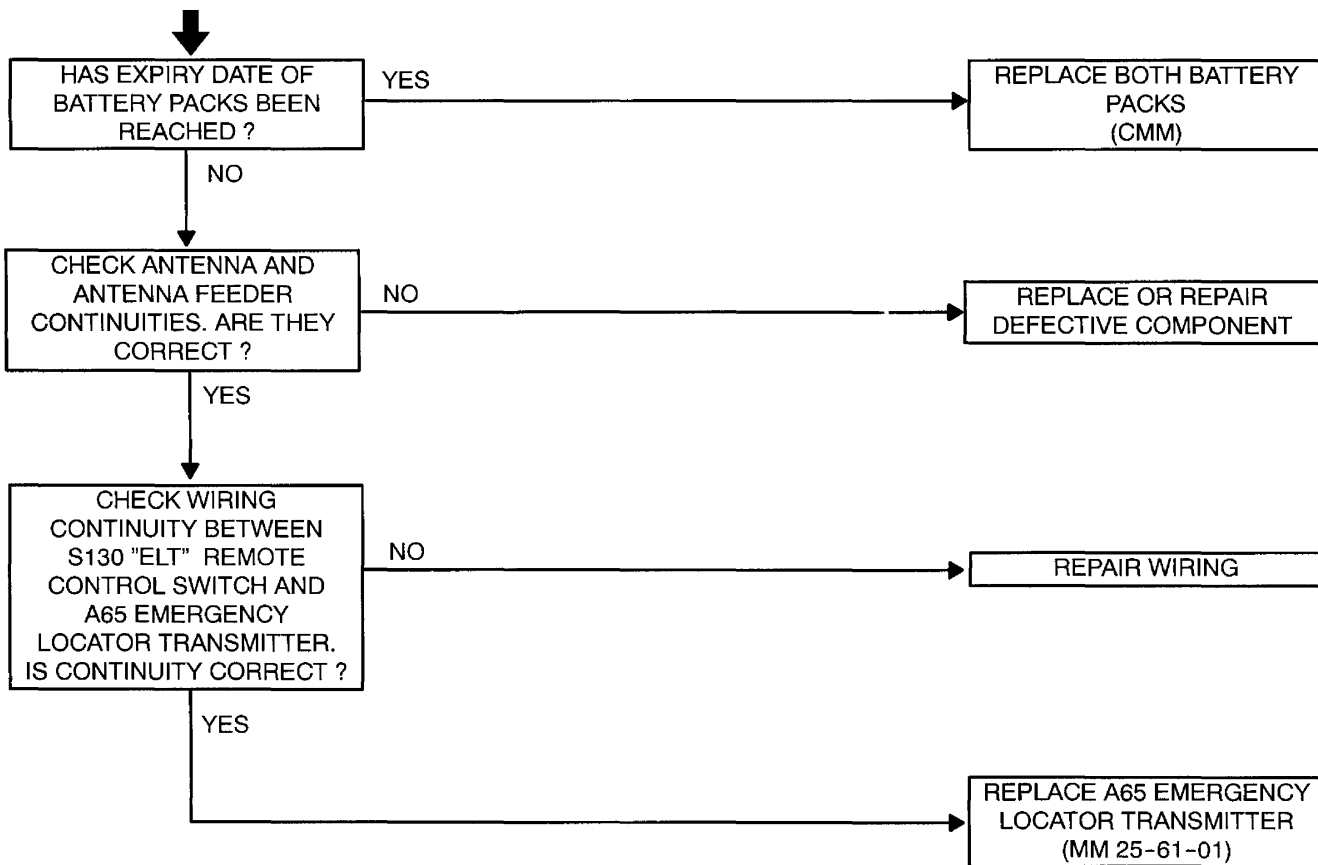 HAS EXPIRY DATE OF
BATTERY PACKS BEEN
REACHED ?
YES
REPLACE BOTH BATTERY
PACKS
(CMM)
NO
CHECK ANTENNA AND
ANTENNA FEEDER
CONTINUITIES. ARE THEY
CORRECT ?
NO
REPLACE OR REPAIR
DEFECTIVE COMPONENT
YES
CHECK WIRING
CONTINUITY BETWEEN
S130 "ELT" REMOTE
CONTROL SWITCH AND
A65 EMERGENCY
LOCATOR TRANSMITTER.
IS CONTINUITY CORRECT ?
NO
REPAIR WIRING
YES
REPLACE A65 EMERGENCY
LOCATOR TRANSMITTER
(MM 25-61-01)